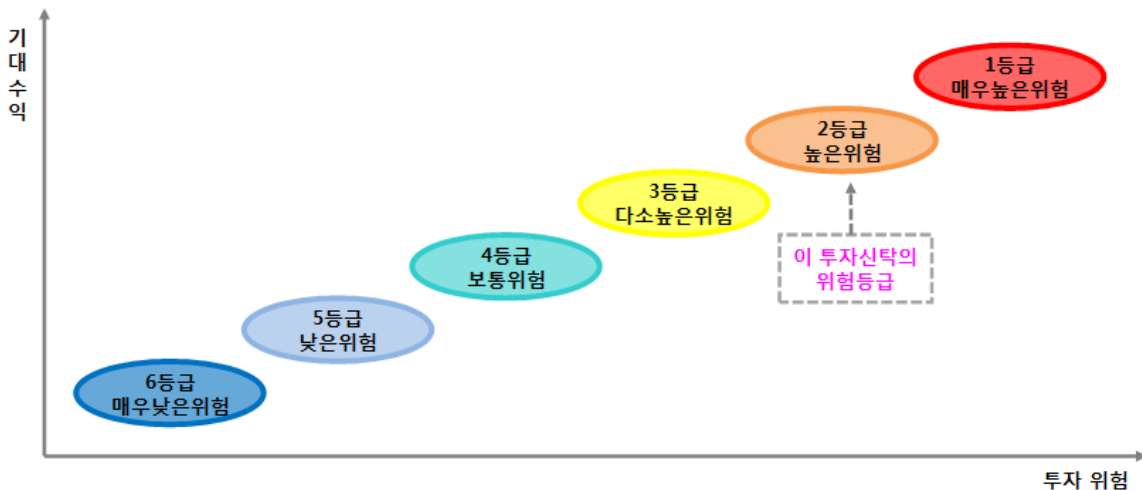 기대수익
1등급
매우높은위험
2등급
높은위험
3등급
다소높은위험
이 투자신탁의
위험등급
4등급
보통위험
5등급
낮은위험
6등급
매우낮은위험
투자 위험